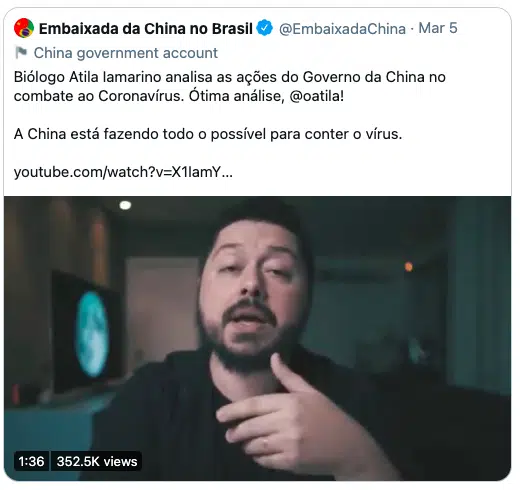 Embaixada da China no Brasil @EmbaixadaChina · Mar 5
China government account
Biólogo Atila Iamarino analisa as ações do Governo da China no
combate ao Coronavírus. Ótima análise, @oatila!
A China está fazendo todo o possível para conter o vírus.
youtube.com/watch?v=X1IamY...
1:36 352.5K views